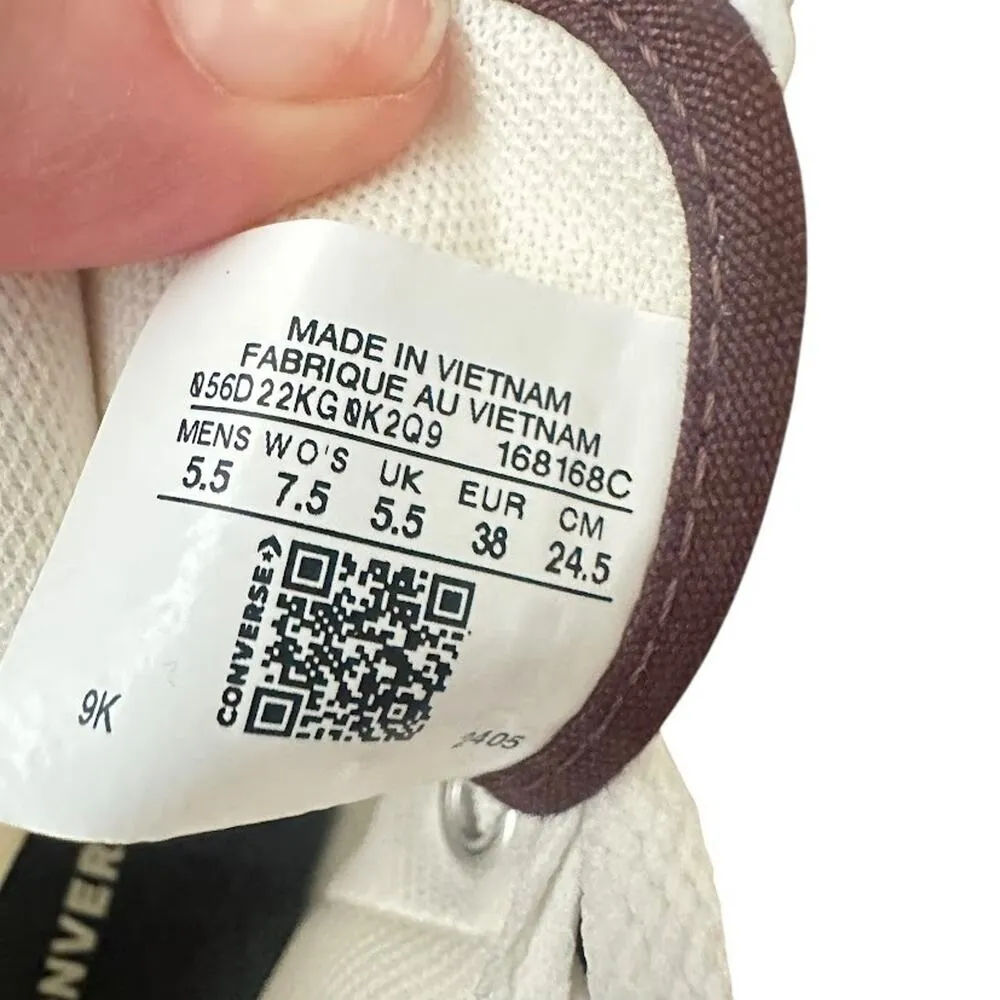 MADE IN VIETNAM
FABRIQUE AU VIETNAM
056D22KG0K2Q9 168168C
MENS WO'S UK EUR CM
5.5 7.5 5.5 38 24.5
CONVERSE
9K
2405
NVER